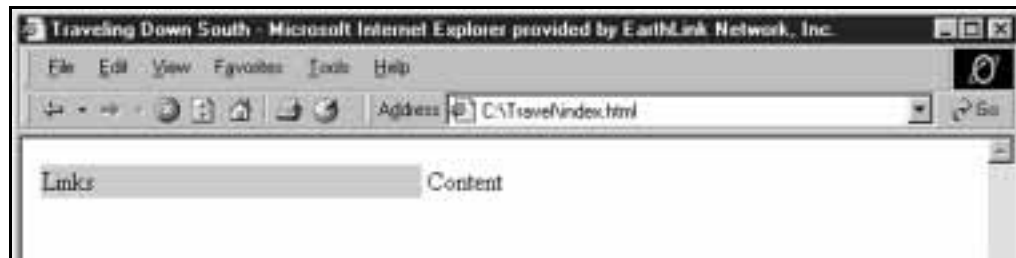 Traveling Down South - Microsoft Internet Explorer provided by EarthLink Network, Inc.
File Edit View Favorites Tools Help
Address C:\Travel\index.html Go
Links Content